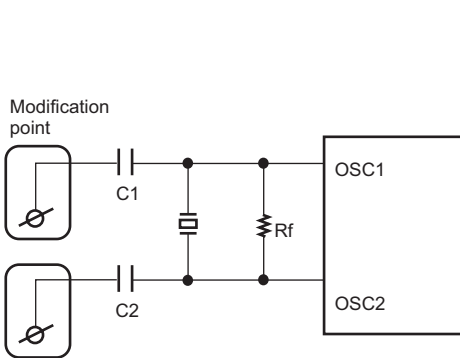 Modification
point
OSC1
C1
Rf
OSC2
C2